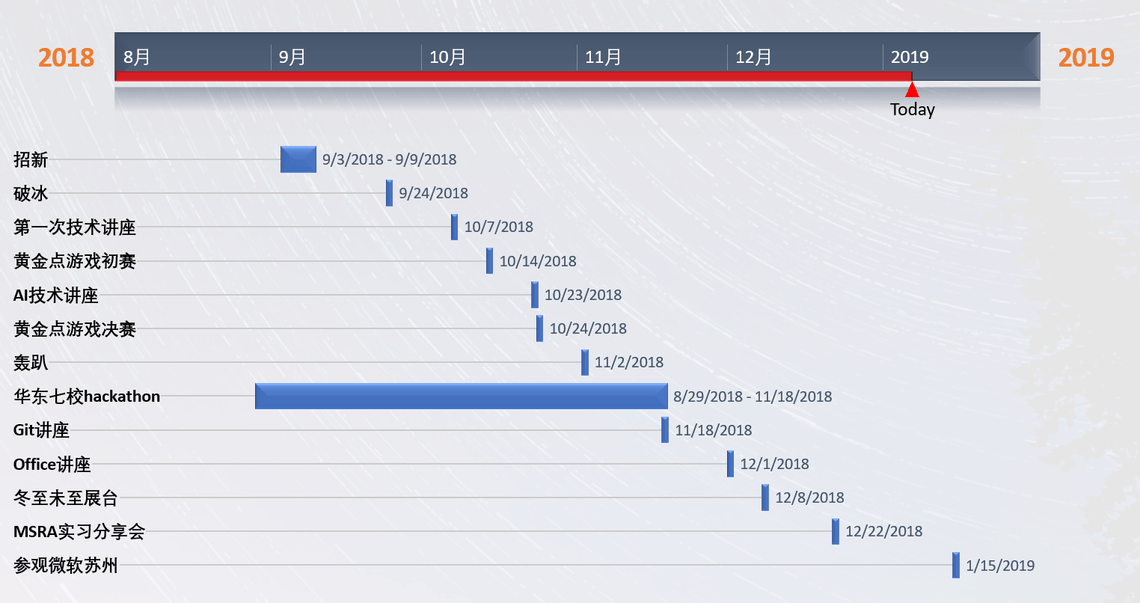 2018 8月 9月 10月 11月 12月 2019 2019
Today
招新 9/3/2018 - 9/9/2018
破冰 9/24/2018
第一次技术讲座 10/7/2018
黄金点游戏初赛 10/14/2018
AI技术讲座 10/23/2018
黄金点游戏决赛 10/24/2018
轰趴 11/2/2018
华东七校hackathon 8/29/2018 - 11/18/2018
Git讲座 11/18/2018
Office讲座 12/1/2018
冬至未至展台 12/8/2018
MSRA实习分享会 12/22/2018
参观微软苏州 1/15/2019